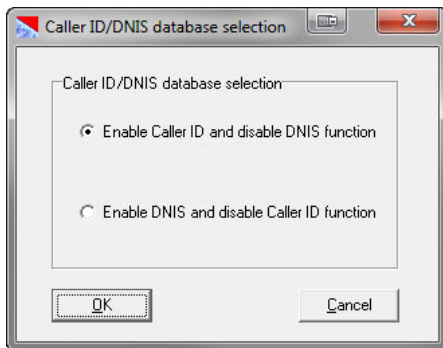 Caller ID/DNIS database selection
Caller ID/DNIS database selection
Enable Caller ID and disable DNIS function
Enable DNIS and disable Caller ID function
OK
Cancel